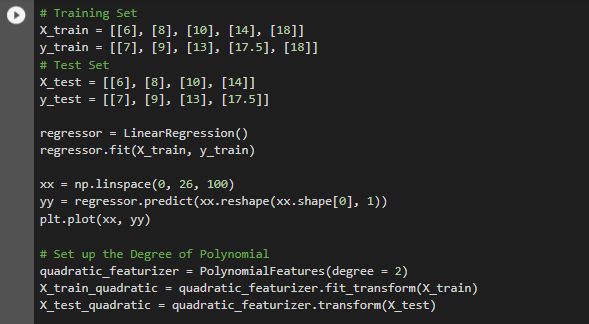 # Training Set
X_train = [[6], [8], [10], [14], [18]]
y_train = [[7], [9], [13], [17.5], [18]]
# Test Set
X_test = [[6], [8], [10], [14]]
y_test = [[7], [9], [13], [17.5]]
regressor = LinearRegression()
regressor.fit(X_train, y_train)
xx = np.linspace(0, 26, 100)
yy = regressor.predict(xx.reshape(xx.shape[0], 1))
plt.plot(xx, yy)
# Set up the Degree of Polynomial
quadratic_featurizer = PolynomialFeatures(degree = 2)
X_train_quadratic = quadratic_featurizer.fit_transform(X_train)
X_test_quadratic = quadratic_featurizer.transform(X_test)